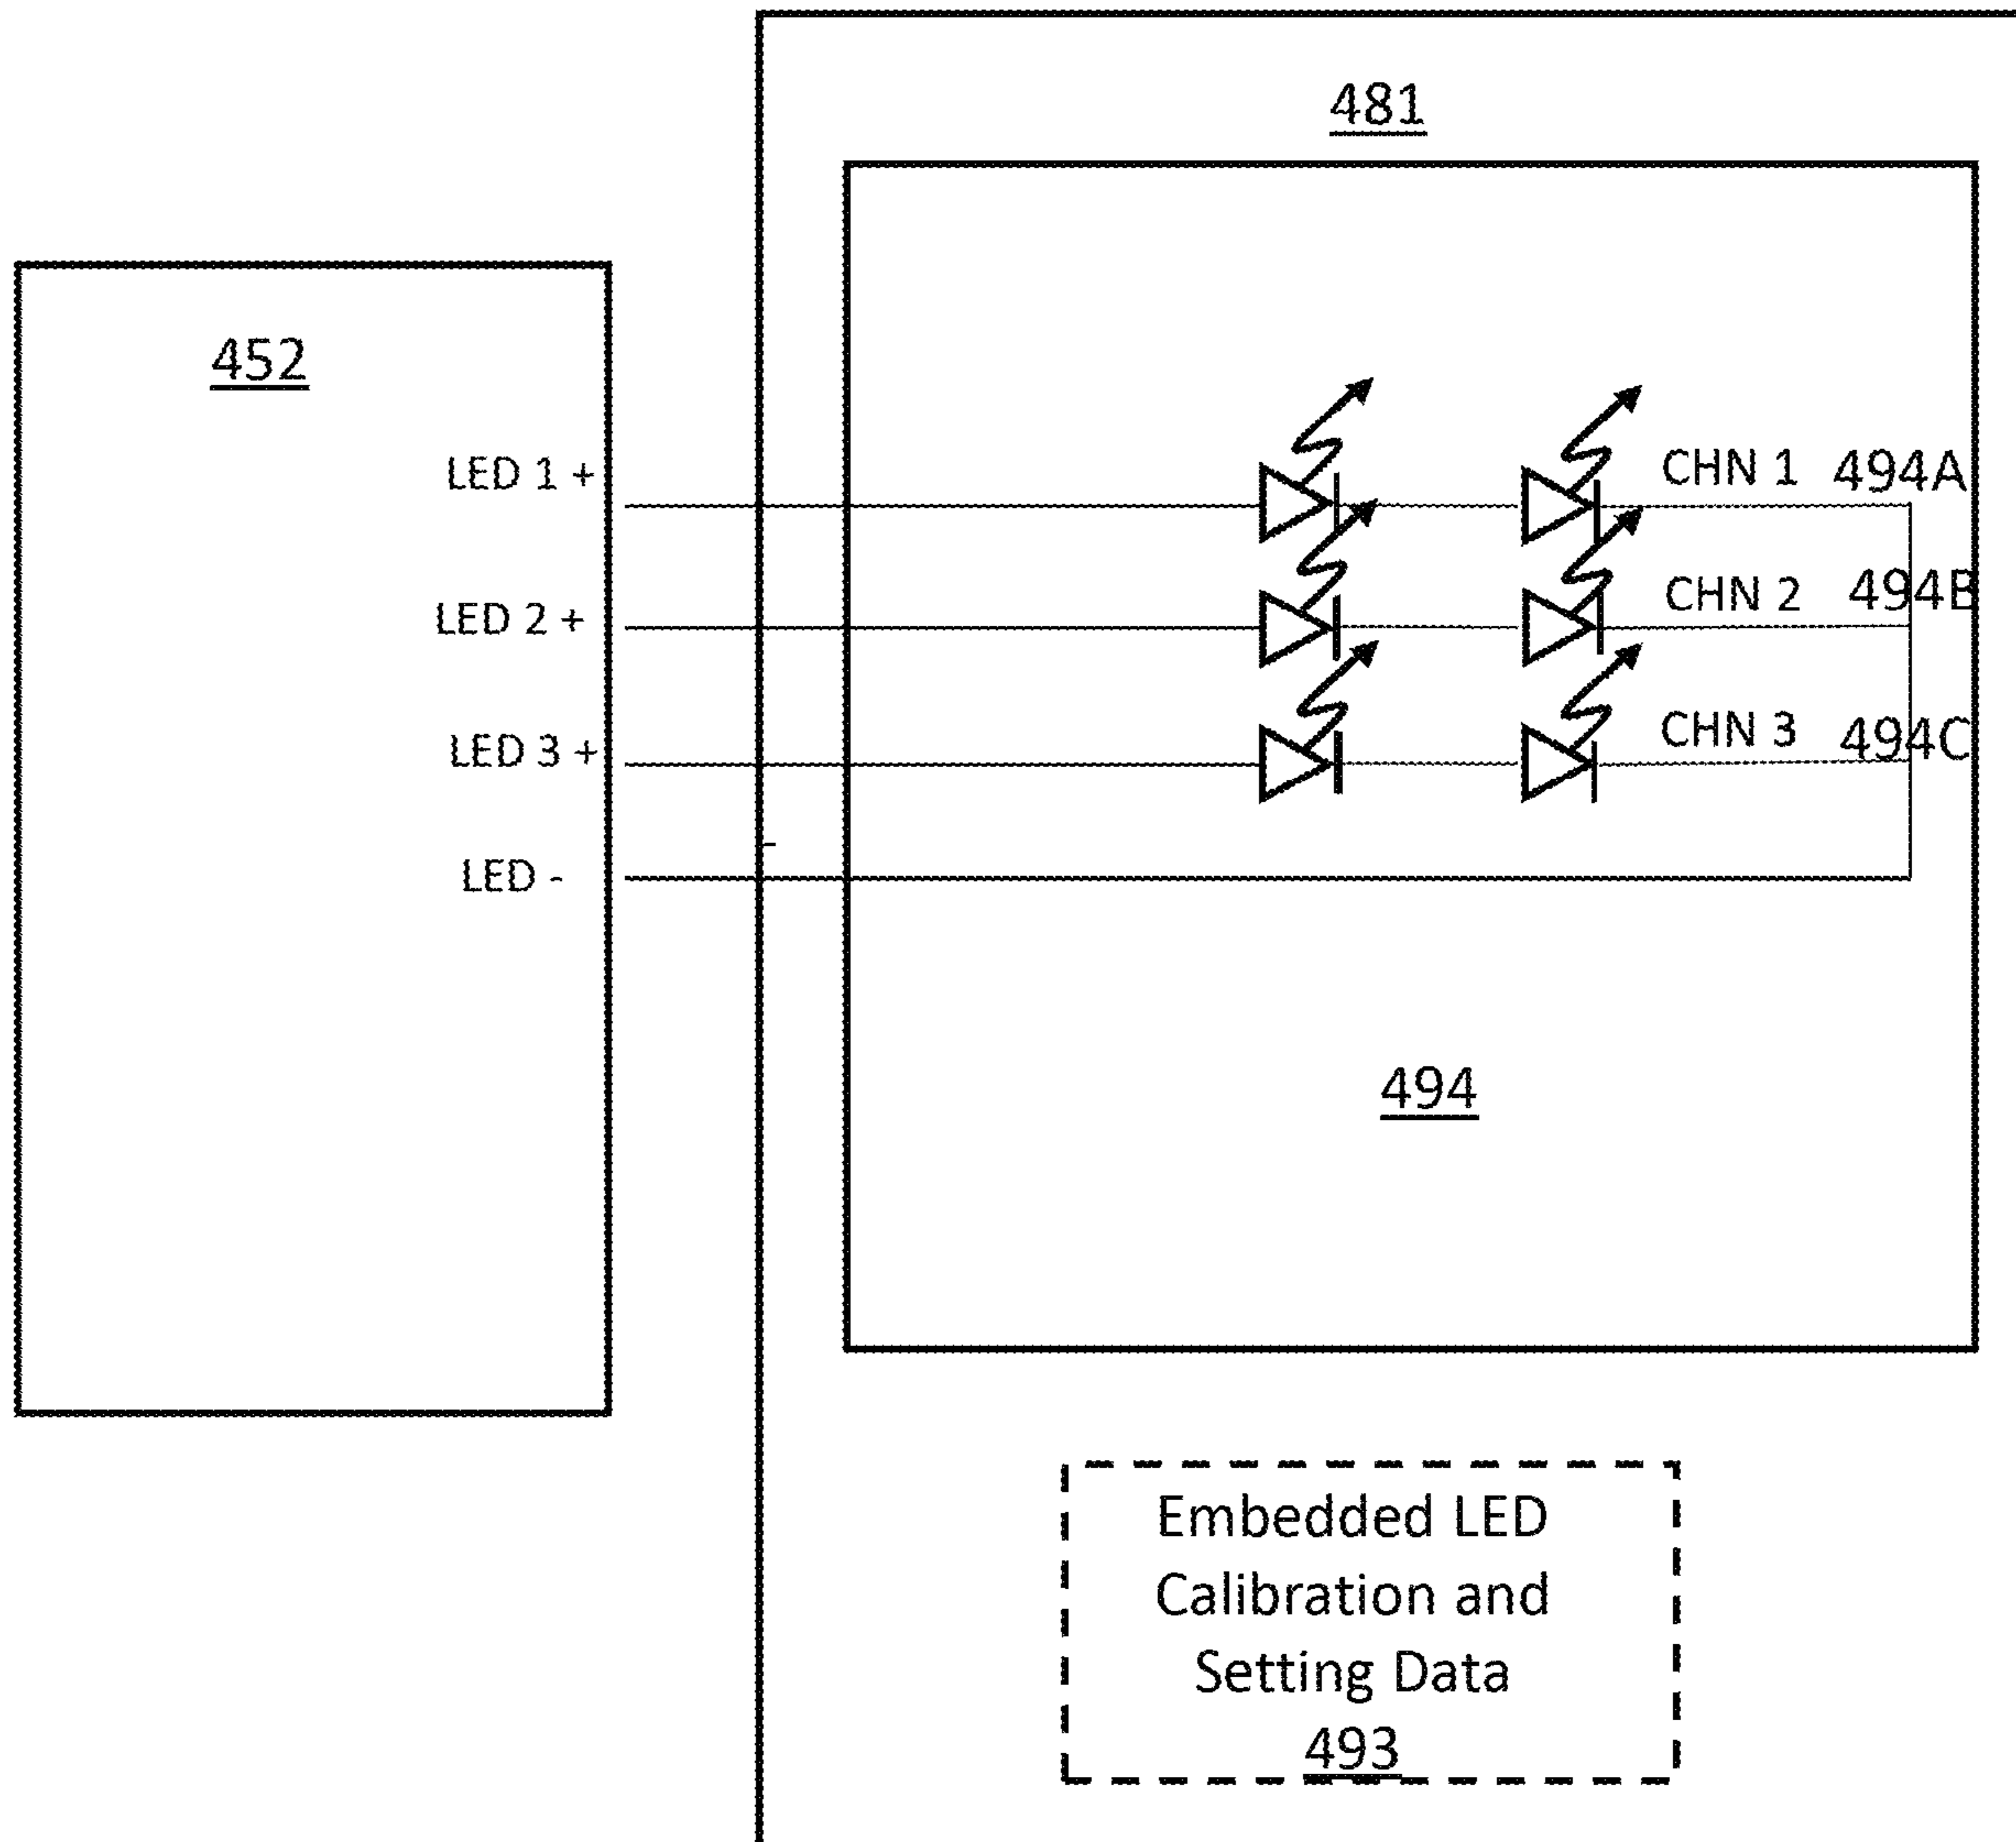 481
452
LED 1 +
CHN 1 494A
LED 2 +
CHN 2 494B
LED 3 +
CHN 3 494C
LED -
494
Embedded LED
Calibration and
Setting Data
493